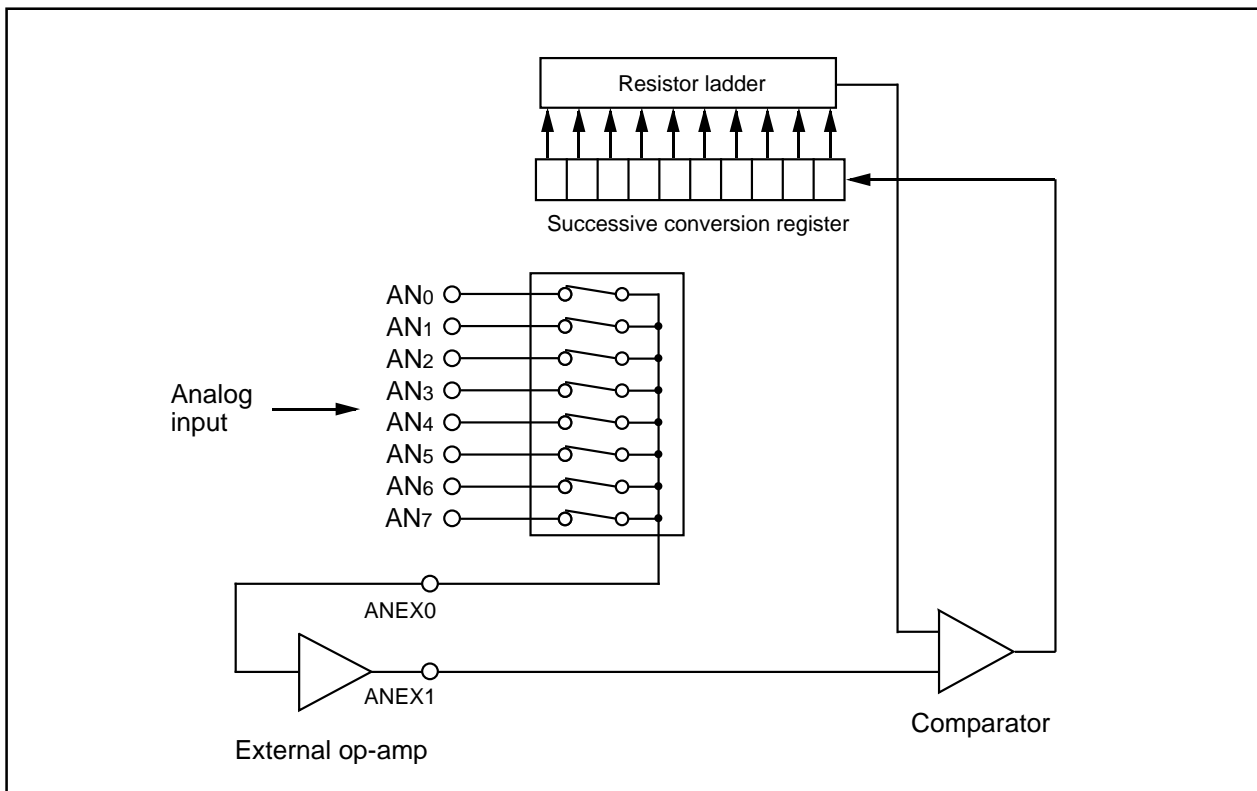 Resistor ladder
Successive conversion register
AN0
AN1
AN2
AN3
AN4
AN5
AN6
AN7
Analog
input
ANEX0
ANEX1
External op-amp
Comparator